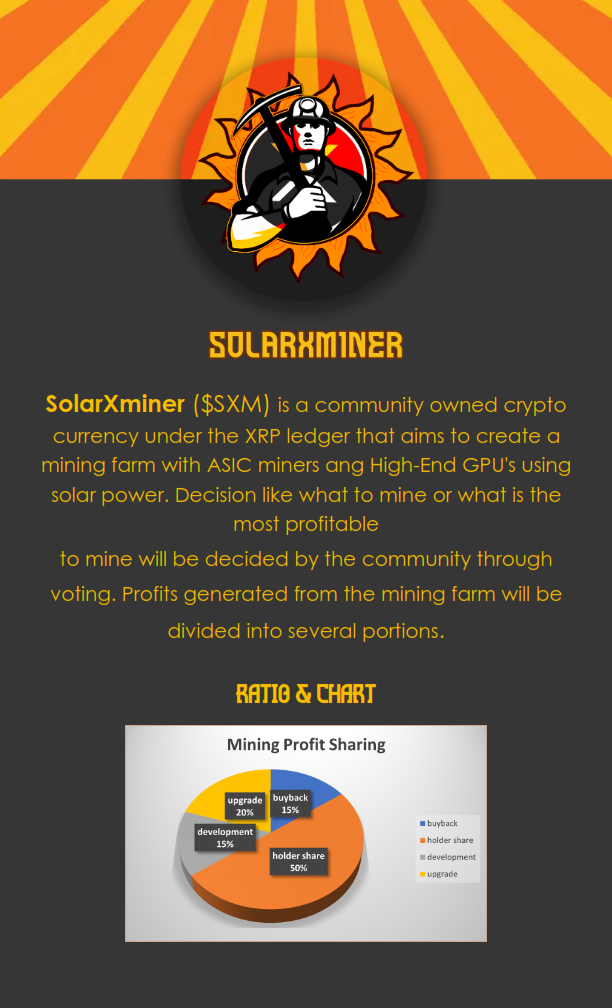 SOLARXMINER
SolarXminer ($SXM) is a community owned crypto
currency under the XRP ledger that aims to create a
mining farm with ASIC miners ang High-End GPU's using
solar power. Decision like what to mine or what is the
most profitable
to mine will be decided by the community through
voting. Profits generated from the mining farm will be
divided into several portions.
RATIO & CHART
Mining Profit Sharing
upgrade
20%
buyback
15%
development
15%
holder share
50%
buyback
holder share
development
upgrade